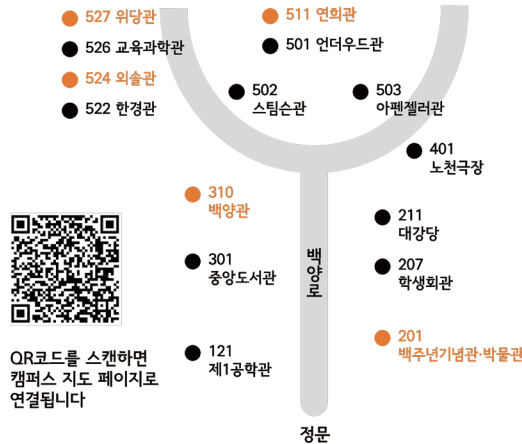 527 위당관
526 교육과학관
524 외솔관
522 한경관
511 연희관
501 언더우드관
502
스팀슨관
503
아펜젤러관
401
노천극장
310
백양관
211
대강당
301
중앙도서관
207
학생회관
백양로
201
백주년기념관·박물관
121
제1공학관
QR코드를 스캔하면
캠퍼스 지도 페이지로
연결됩니다
정문